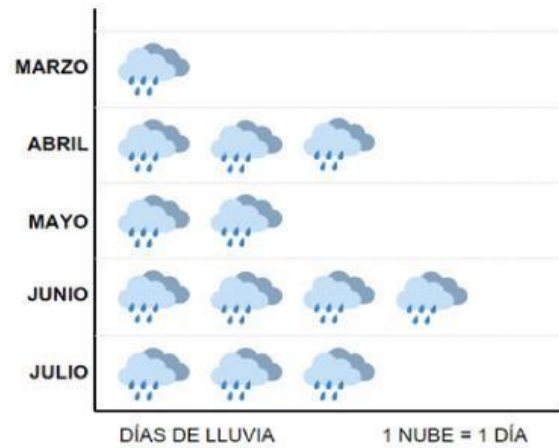 MARZO
ABRIL
MAYO
JUNIO
JULIO
DÍAS DE LLUVIA 1 NUBE = 1 DÍA